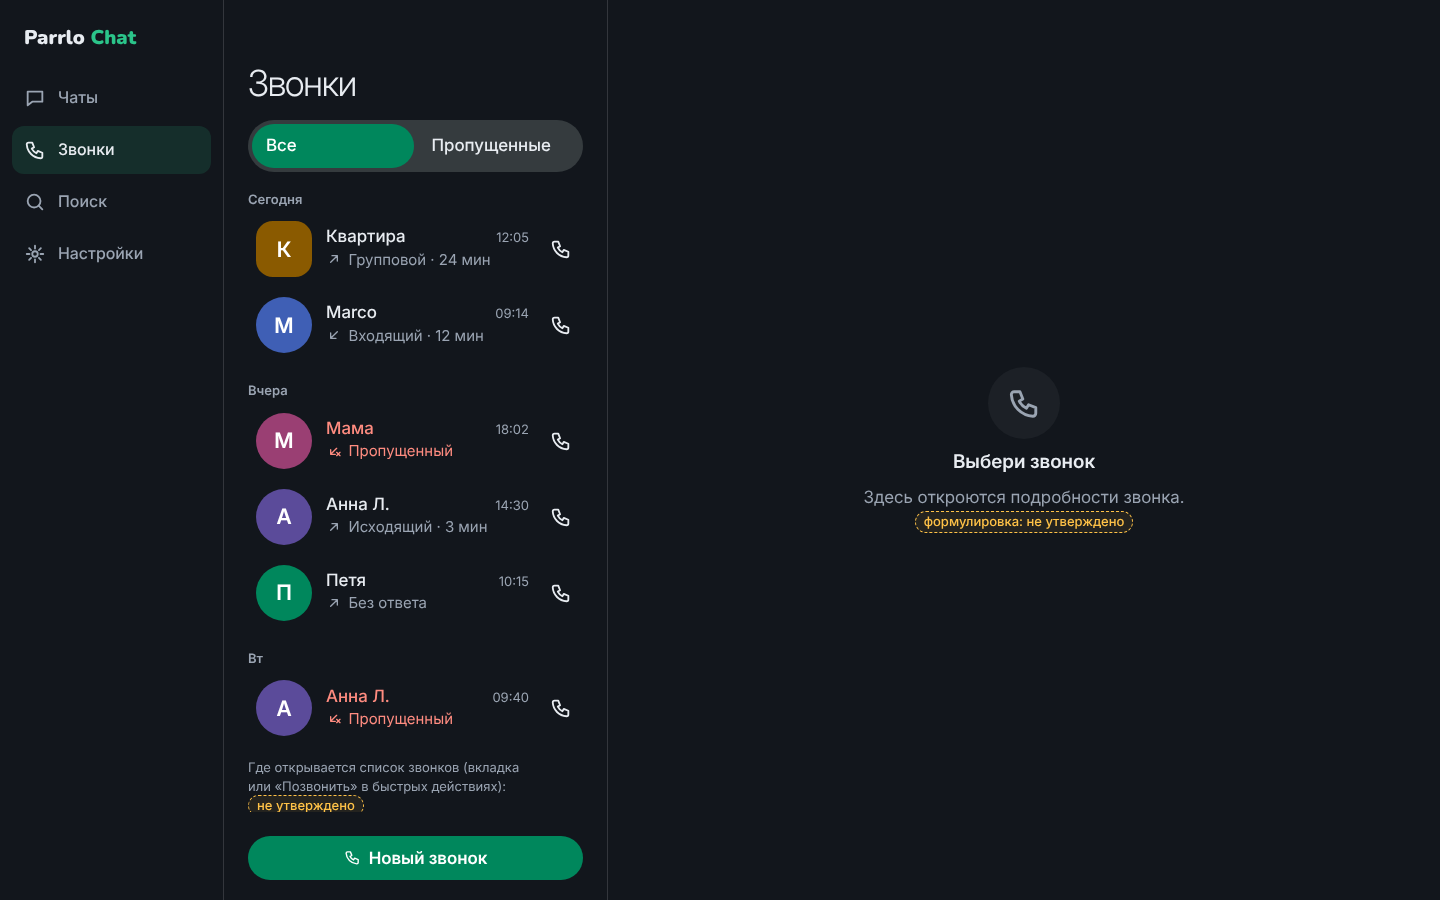 Parrlo Chat
Чаты
Звонки
Поиск
Настройки
Звонки
Все
Пропущенные
Сегодня
К
Квартира
12:05
Групповой · 24 мин
M
Marco
09:14
Входящий · 12 мин
Вчера
М
Мама
18:02
Пропущенный
А
Анна Л.
14:30
Исходящий · 3 мин
П
Петя
10:15
Без ответа
Вт
А
Анна Л.
09:40
Пропущенный
Где открывается список звонков (вкладка
или «Позвонить» в быстрых действиях):
не утверждено
Новый звонок
Выбери звонок
Здесь откроются подробности звонка.
формулировка: не утверждено